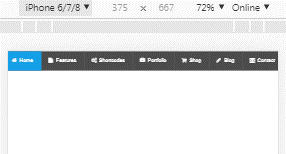 iPhone 6/7/8 ▼ 375 × 667 72% ▼ Online ▼
Home Features Shortcodes Portfolio Shop Blog Contact